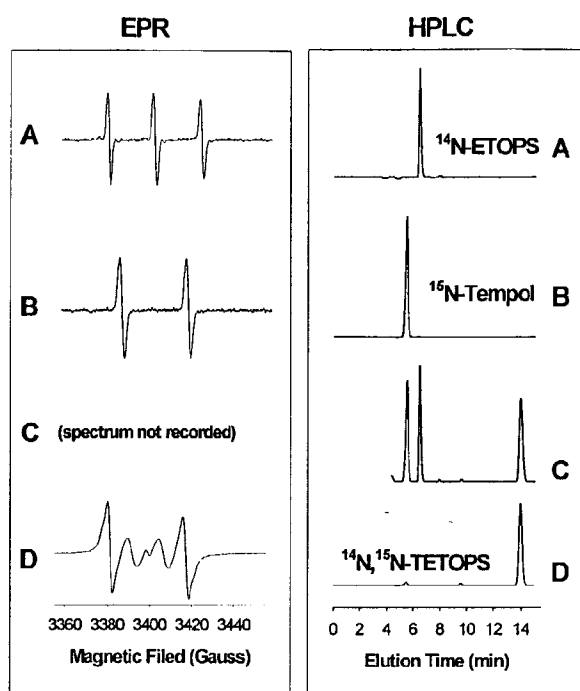 EPR
A
B
C (spectrum not recorded)
D
3360 3380 3400 3420 3440
Magnetic Filed (Gauss)
HPLC
¹⁴N-ETOPS A
¹⁵N-Tempol B
C
¹⁴N,¹⁵N-TETOPS D
0 2 4 6 8 10 12 14
Elution Time (min)